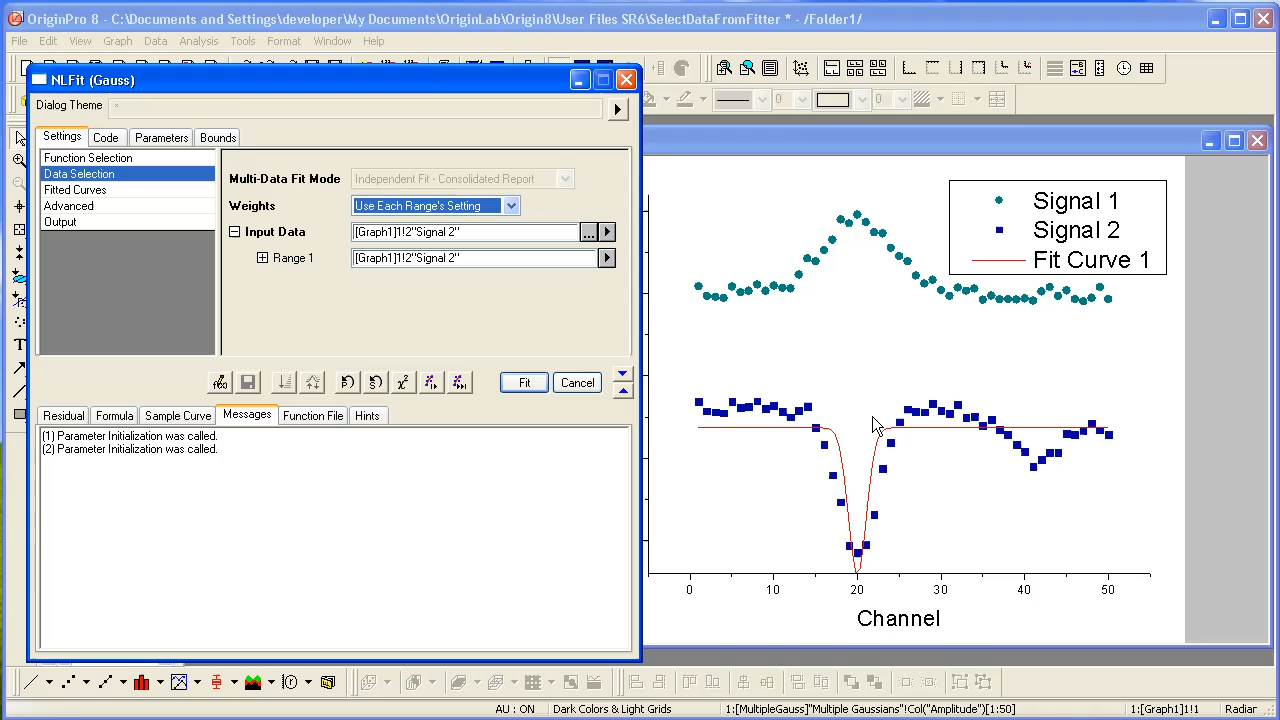 OriginPro 8 - C:\Documents and Settings\developer\My Documents\OriginLab\Origin8\User Files SR6\SelectDataFromFitter * - /Folder1/
File Edit View Graph Data Analysis Tools Format Window Help
NLFit (Gauss)
Dialog Theme *
Settings Code Parameters Bounds
Function Selection
Data Selection
Fitted Curves
Advanced
Output
Multi-Data Fit Mode Independent Fit - Consolidated Report
Weights Use Each Range's Setting
Input Data [Graph1]1!2"Signal 2" ...
Range 1 [Graph1]1!2"Signal 2"
Fit Cancel
Residual Formula Sample Curve Messages Function File Hints
(1) Parameter Initialization was called.
(2) Parameter Initialization was called.
Signal 1
Signal 2
Fit Curve 1
0 10 20 30 40 50
Channel
0 0
T
AU : ON Dark Colors & Light Grids 1:[MultipleGauss]"Multiple Gaussians"!Col("Amplitude")[1:50] 1:[Graph1]!1 Radiar